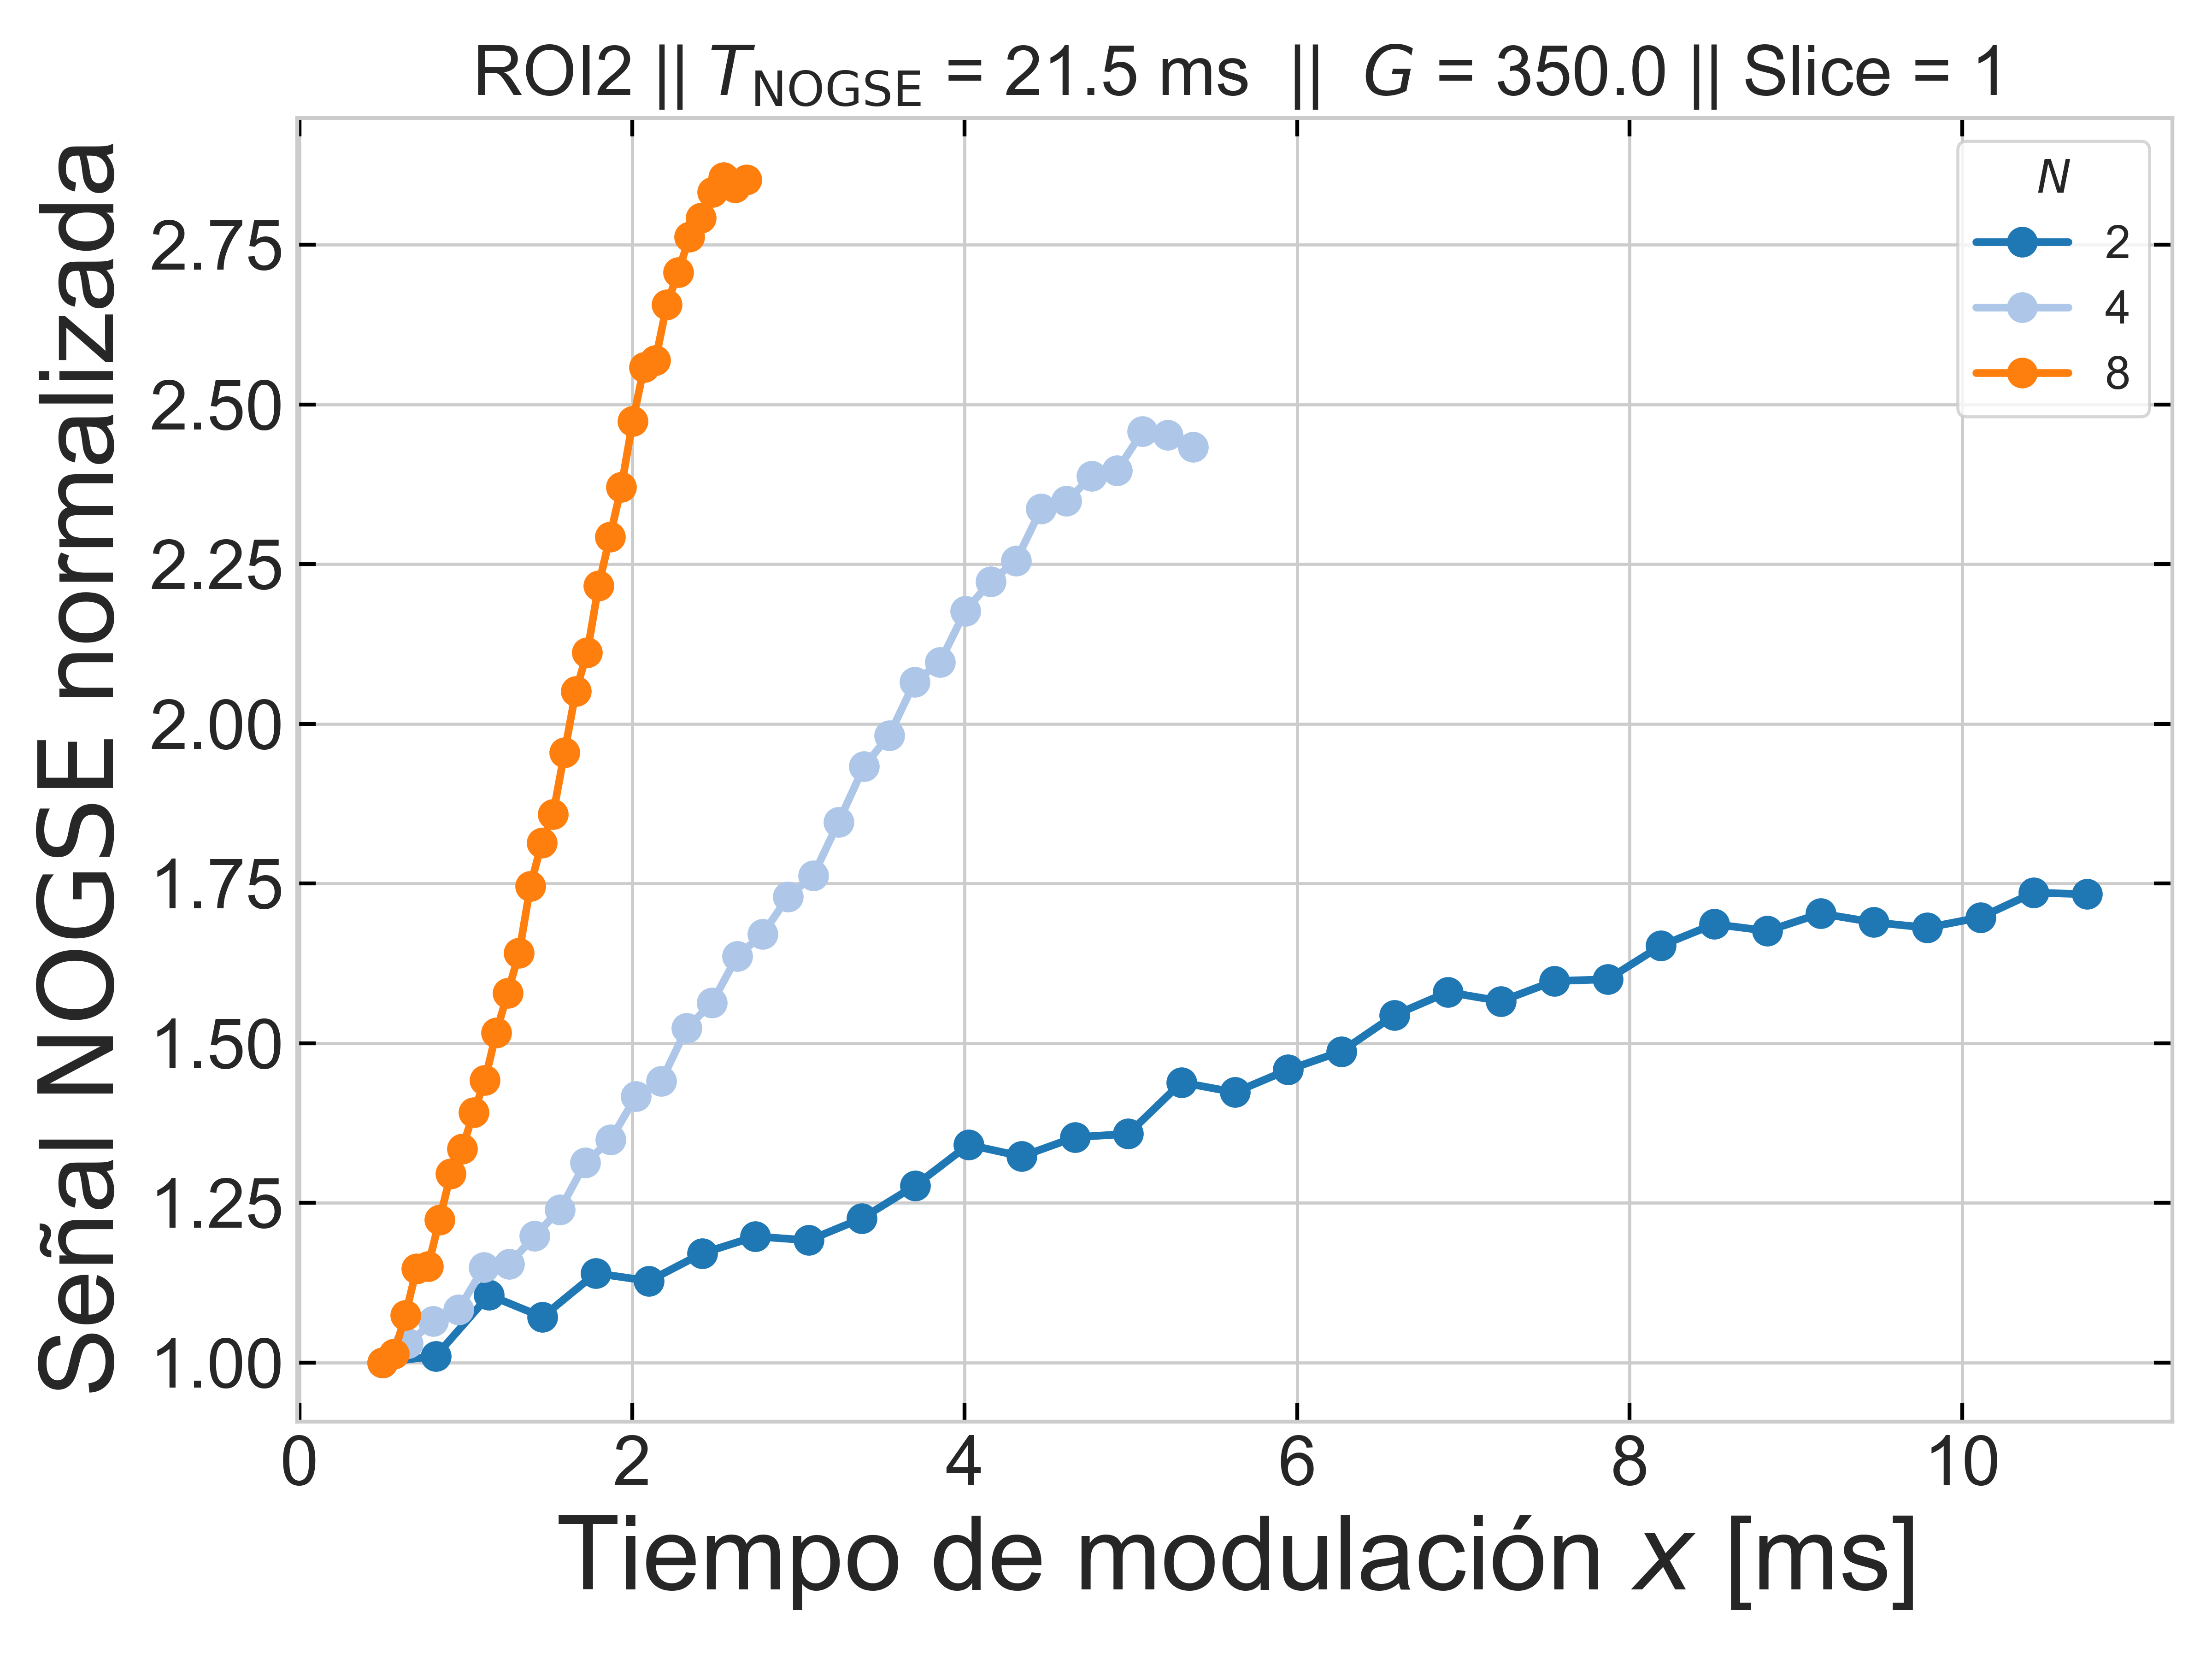 ROI2 || T_NOGSE = 21.5 ms || G = 350.0 || Slice = 1
Señal NOGSE normalizada
2.75
2.50
2.25
2.00
1.75
1.50
1.25
1.00
N
2
4
8
0 2 4 6 8 10
Tiempo de modulación x [ms]